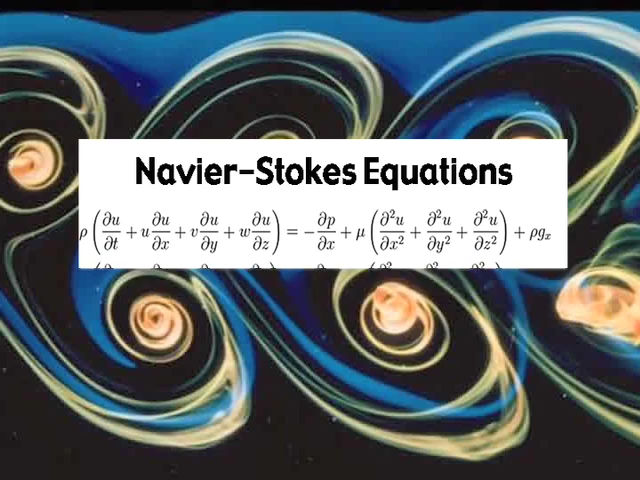 Navier-Stokes Equations
ρ(∂u/∂t + u ∂u/∂x + v ∂u/∂y + w ∂u/∂z) = −∂p/∂x + μ(∂²u/∂x² + ∂²u/∂y² + ∂²u/∂z²) + ρgₓ